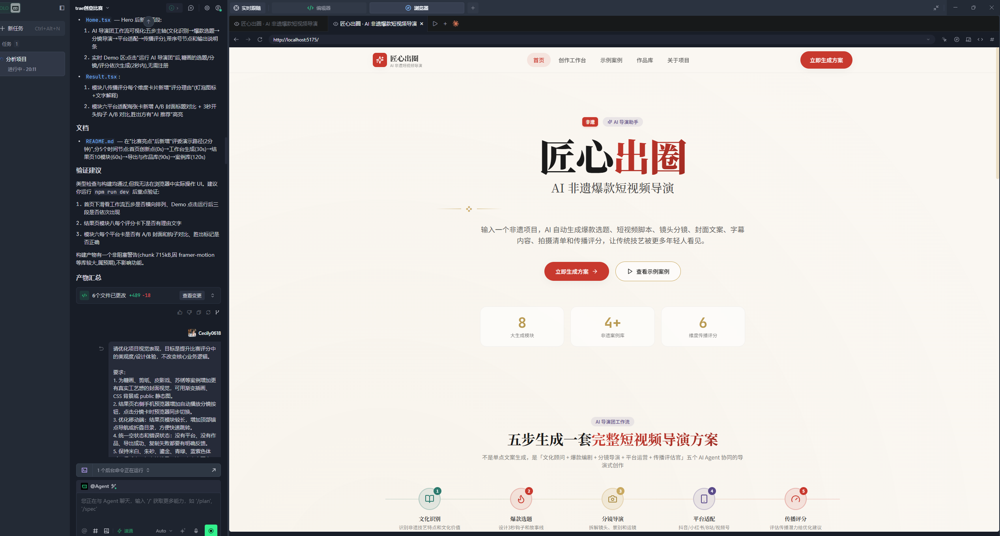 OLO
新任务
Ctrl+Alt+N
任务 1
分析项目
进行中 · 20:11
trae创意比赛
Home.tsx — Hero 后新 段:
1. AI 导演团工作流可视化:五步主轴(文化识别→爆款选题→
分镜导演→平台适配→传播评分),带序号节点和输出说明
条
2. 实时 Demo 区:点击"运行 AI 导演团"后,糖画的选题/分
镜/评分依次生成(2秒内),无需注册
Result.tsx:
1. 模块八传播评分每个维度卡片新增"评分理由"(灯泡图标
+文字解释)
2. 模块六平台适配每张卡新增 A/B 封面标题对比 + 3秒开
头钩子 A/B 对比,胜出方有"AI 推荐"高亮
文档
README.md — 在"比赛亮点"后新增"评委演示路径(2分
钟)",分5个时间节点:首页创新点(0s)→工作台生成(30s)→结
果页10模块(60s)→导出与作品库(90s)→案例库(120s)
验证建议
类型检查与构建均通过,但我无法在浏览器中实际操作 UI。建议
你运行 npm run dev 后重点验证:
1. 首页下滑看工作流五步是否横向排列、Demo 点击运行后三
段是否依次出现
2. 结果页模块八每个评分卡下是否有理由文字
3. 模块六每个平台卡是否有 A/B 封面和钩子对比、胜出标记是
否正确
构建产物有一个非阻塞警告(chunk 715kB,因 framer-motion
等库较大,属预期),不影响功能。
产物汇总
6个文件已更改 +489 -18
查看变更
Cecily0618
请优化项目视觉表现，目标是提升比赛评分中
的美观度/设计体验，不改变核心业务逻辑。
要求：
1. 为糖画、剪纸、皮影戏、苏绣等案例增加更
有真实工艺感的封面视觉，可用渐变插画、
CSS 背景或 public 静态图。
2. 结果页右侧手机预览器增加自动播放分镜按
钮，点击分镜卡时预览器同步切换。
3. 优化移动端：结果页模块较长，增加顶部锚
点导航或折叠目录，方便快速跳转。
4. 统一空状态和错误状态：没有平台、没有作
品、导出成功、复制失败都要有明确反馈。
5. 保持米白、朱砂、鎏金、青绿、蓝紫色体
1 个后台命令正在运行
@Agent
您正在与 Agent 聊天，输入 '/' 获取更多能力，如 '/plan',
'/spec'
速通
Auto
实时跟随
编辑器
浏览器
匠心出圈 · AI 非遗爆款短视频导演
匠心出圈 · AI 非遗爆款短视频导演
http://localhost:5175/
匠心出圈
AI 非遗短视频导演
首页
创作工作台
示例案例
作品库
关于项目
立即生成方案
非遗
AI 导演助手
匠心出圈
AI 非遗爆款短视频导演
输入一个非遗项目，AI 自动生成爆款选题、短视频脚本、镜头分镜、封面文案、字幕
内容、拍摄清单和传播评分，让传统技艺被更多年轻人看见。
立即生成方案
查看示例案例
8
大生成模块
4+
非遗案例库
6
维度传播评分
AI 导演团工作流
五步生成一套完整短视频导演方案
不是单点文案生成，是「文化顾问 + 爆款编剧 + 分镜导演 + 平台运营 + 传播评估官」五个 AI Agent 协同的导
演式创作
1
文化识别
识别非遗技艺特点和文化价值
2
爆款选题
设计3秒钩子和故事线
3
分镜导演
拆解镜头、景别和运镜
4
平台适配
抖音/小红书/B站/视频号
5
传播评分
评估传播潜力给优化建议